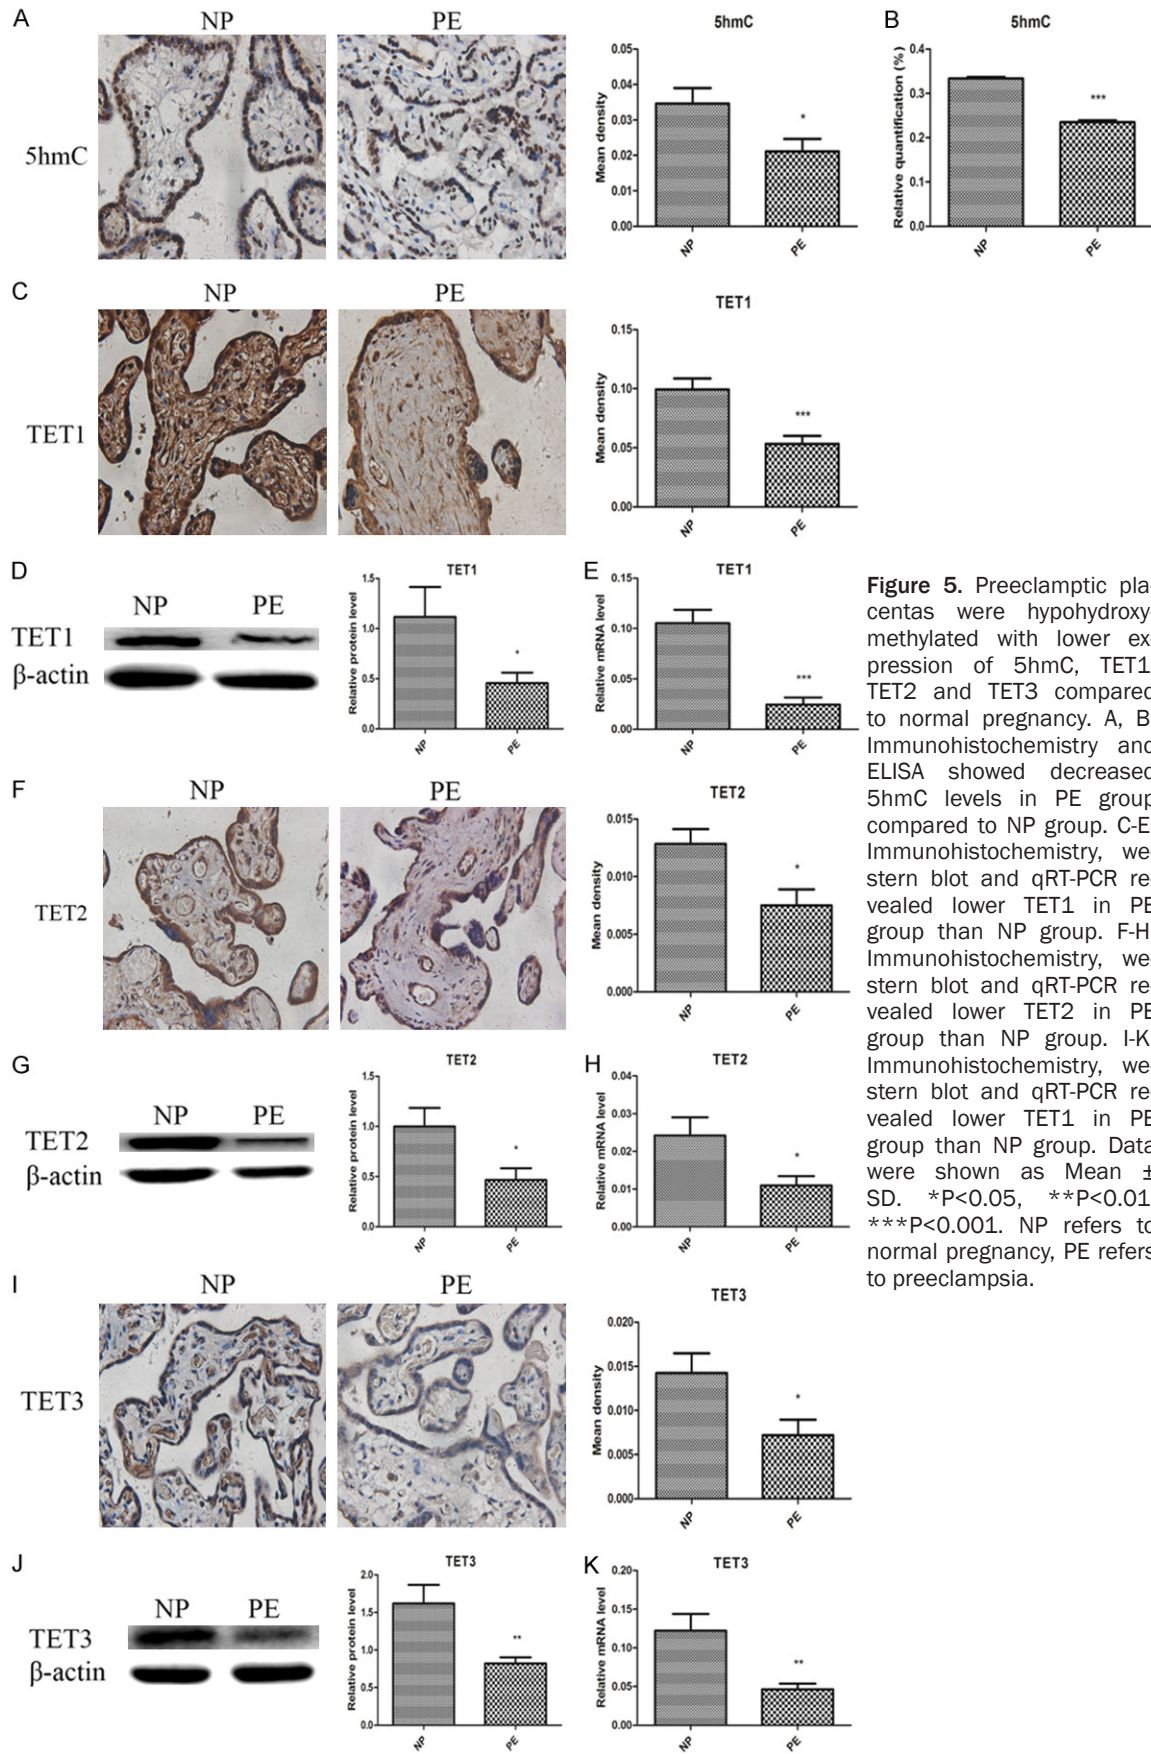 A
NP
PE
5hmC
5hmC
Mean density
0.05
0.04
0.03
0.02
0.01
0.00
*
NP
PE
B
5hmC
Relative quantification (%)
0.4
0.3
0.2
0.1
0.0
***
NP
PE
C
NP
PE
TET1
TET1
Mean density
0.15
0.10
0.05
0.00
***
NP
PE
D
NP
PE
TET1
β-actin
TET1
Relative protein level
1.5
1.0
0.5
0.0
*
NP
PE
E
TET1
Relative mRNA level
0.15
0.10
0.05
0.00
***
NP
PE
F
NP
PE
TET2
TET2
Mean density
0.015
0.010
0.005
0.000
*
NP
PE
G
NP
PE
TET2
β-actin
TET2
Relative protein level
1.5
1.0
0.5
0.0
*
NP
PE
H
TET2
Relative mRNA level
0.04
0.03
0.02
0.01
0.00
*
NP
PE
I
NP
PE
TET3
TET3
Mean density
0.020
0.015
0.010
0.005
0.000
*
NP
PE
J
NP
PE
TET3
β-actin
TET3
Relative protein level
2.0
1.5
1.0
0.5
0.0
**
NP
PE
K
TET3
Relative mRNA level
0.20
0.15
0.10
0.05
0.00
**
NP
PE
Figure 5. Preeclamptic pla-
centas were hypohydroxy-
methylated with lower ex-
pression of 5hmC, TET1,
TET2 and TET3 compared
to normal pregnancy. A, B.
Immunohistochemistry and
ELISA showed decreased
5hmC levels in PE group
compared to NP group. C-E.
Immunohistochemistry, we-
stern blot and qRT-PCR re-
vealed lower TET1 in PE
group than NP group. F-H.
Immunohistochemistry, we-
stern blot and qRT-PCR re-
vealed lower TET2 in PE
group than NP group. I-K.
Immunohistochemistry, we-
stern blot and qRT-PCR re-
vealed lower TET1 in PE
group than NP group. Data
were shown as Mean ±
SD. *P<0.05, **P<0.01,
***P<0.001. NP refers to
normal pregnancy, PE refers
to preeclampsia.